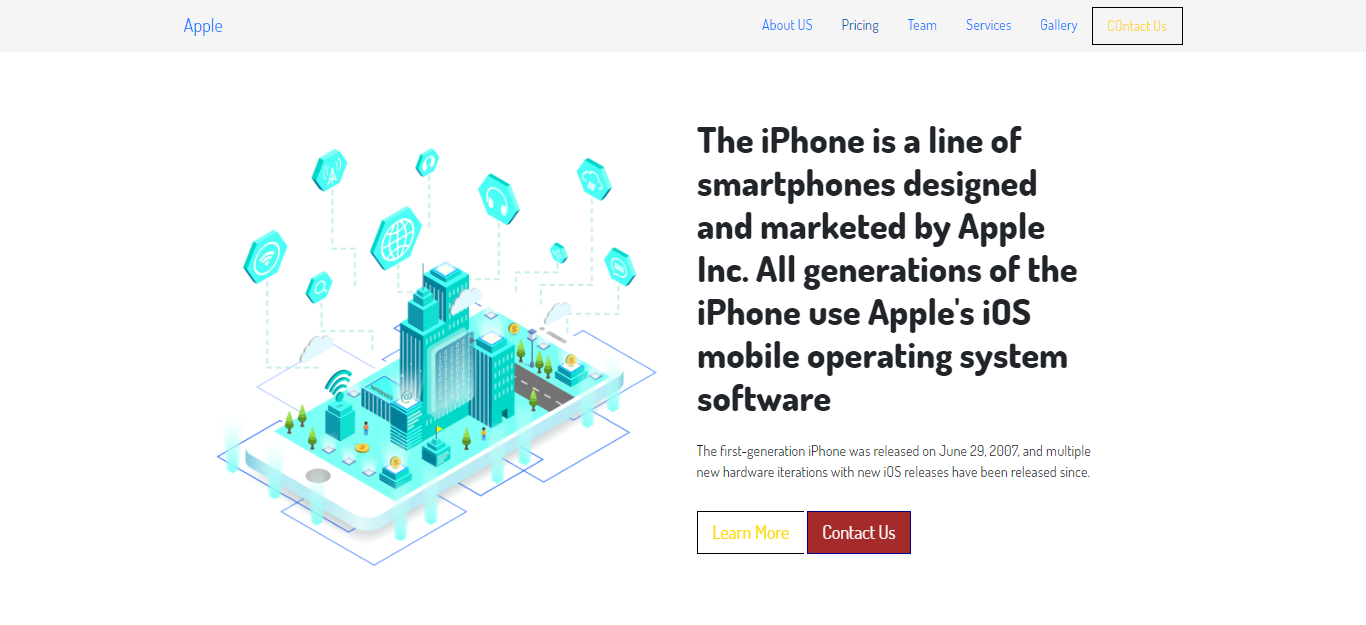 Apple
About US Pricing Team Services Gallery COntact Us
The iPhone is a line of
smartphones designed
and marketed by Apple
Inc. All generations of the
iPhone use Apple's iOS
mobile operating system
software
The first-generation iPhone was released on June 29, 2007, and multiple
new hardware iterations with new iOS releases have been released since.
Learn More Contact Us